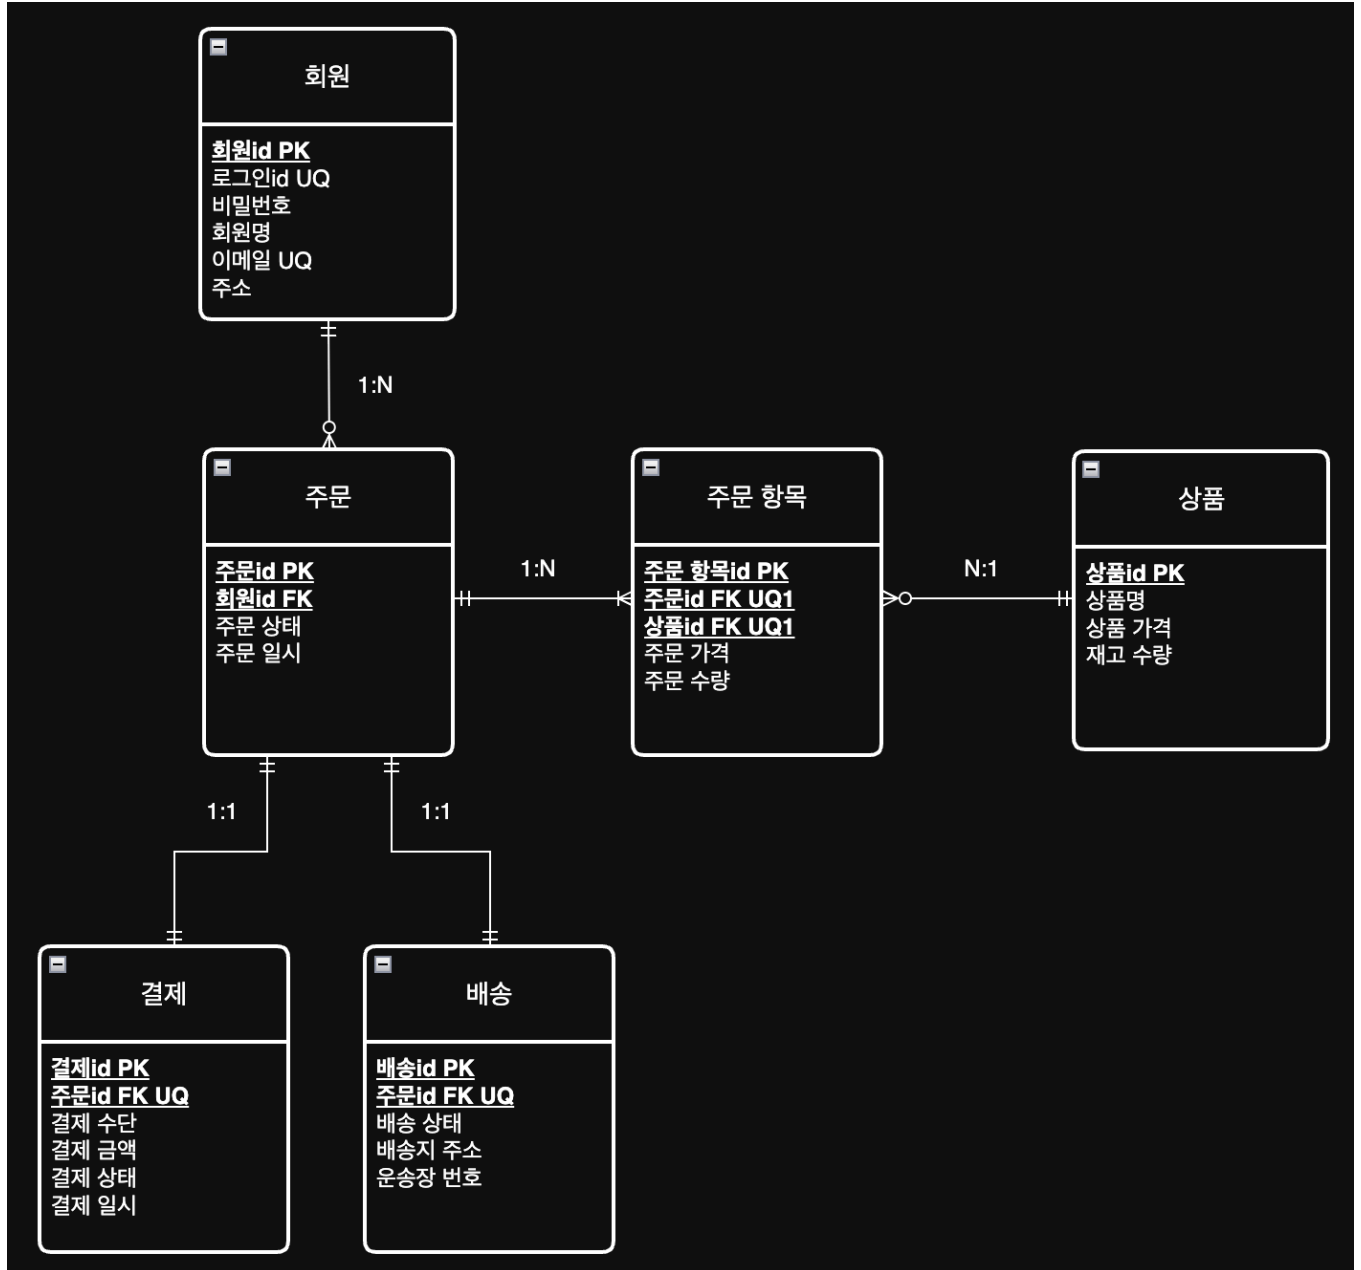 회원
회원id PK
로그인id UQ
비밀번호
회원명
이메일 UQ
주소
1:N
주문
주문id PK
회원id FK
주문 상태
주문 일시
1:N
주문 항목
주문 항목id PK
주문id FK UQ1
상품id FK UQ1
주문 가격
주문 수량
N:1
상품
상품id PK
상품명
상품 가격
재고 수량
1:1
1:1
결제
결제id PK
주문id FK UQ
결제 수단
결제 금액
결제 상태
결제 일시
배송
배송id PK
주문id FK UQ
배송 상태
배송지 주소
운송장 번호